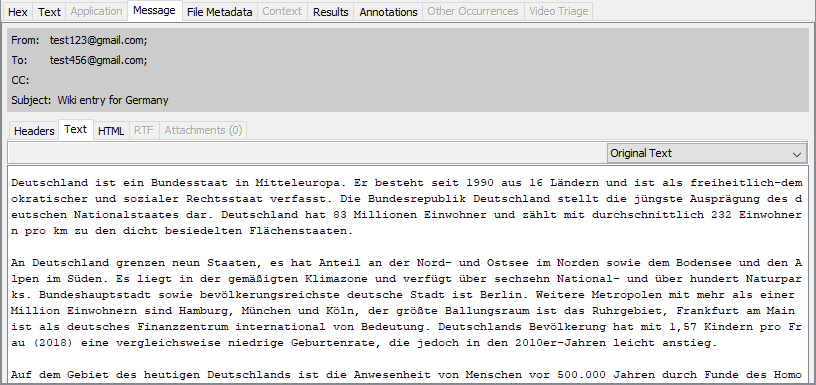 Hex Text Application Message File Metadata Context Results Annotations Other Occurrences Video Triage
From: test123@gmail.com;
To: test456@gmail.com;
CC:
Subject: Wiki entry for Germany
Headers Text HTML RTF Attachments (0)
Original Text
Deutschland ist ein Bundesstaat in Mitteleuropa. Er besteht seit 1990 aus 16 Ländern und ist als freiheitlich-dem
okratischer und sozialer Rechtsstaat verfasst. Die Bundesrepublik Deutschland stellt die jüngste Ausprägung des d
eutschen Nationalstaates dar. Deutschland hat 83 Millionen Einwohner und zählt mit durchschnittlich 232 Einwohner
n pro km zu den dicht besiedelten Flächenstaaten.
An Deutschland grenzen neun Staaten, es hat Anteil an der Nord- und Ostsee im Norden sowie dem Bodensee und den A
lpen im Süden. Es liegt in der gemäßigten Klimazone und verfügt über sechzehn National- und über hundert Naturpar
ks. Bundeshauptstadt sowie bevölkerungsreichste deutsche Stadt ist Berlin. Weitere Metropolen mit mehr als einer
Million Einwohnern sind Hamburg, München und Köln, der größte Ballungsraum ist das Ruhrgebiet, Frankfurt am Main
ist als deutsches Finanzzentrum international von Bedeutung. Deutschlands Bevölkerung hat mit 1,57 Kindern pro Fr
au (2018) eine vergleichsweise niedrige Geburtenrate, die jedoch in den 2010er-Jahren leicht anstieg.
Auf dem Gebiet des heutigen Deutschlands ist die Anwesenheit von Menschen vor 500.000 Jahren durch Funde des Homo